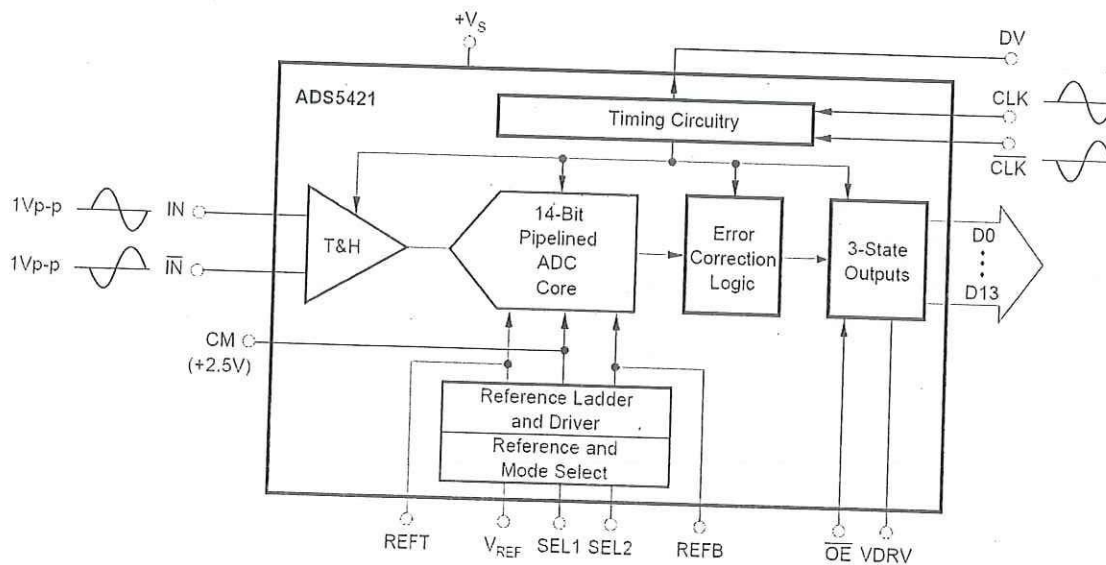 +VS
DV
ADS5421
CLK
Timing Circuitry
CLK
1Vp-p
IN
T&H
14-Bit
Pipelined
ADC
Core
Error
Correction
Logic
3-State
Outputs
D0
D13
1Vp-p
IN
CM
(+2.5V)
Reference Ladder
and Driver
Reference and
Mode Select
REFT
VREF
SEL1
SEL2
REFB
OE
VDRV